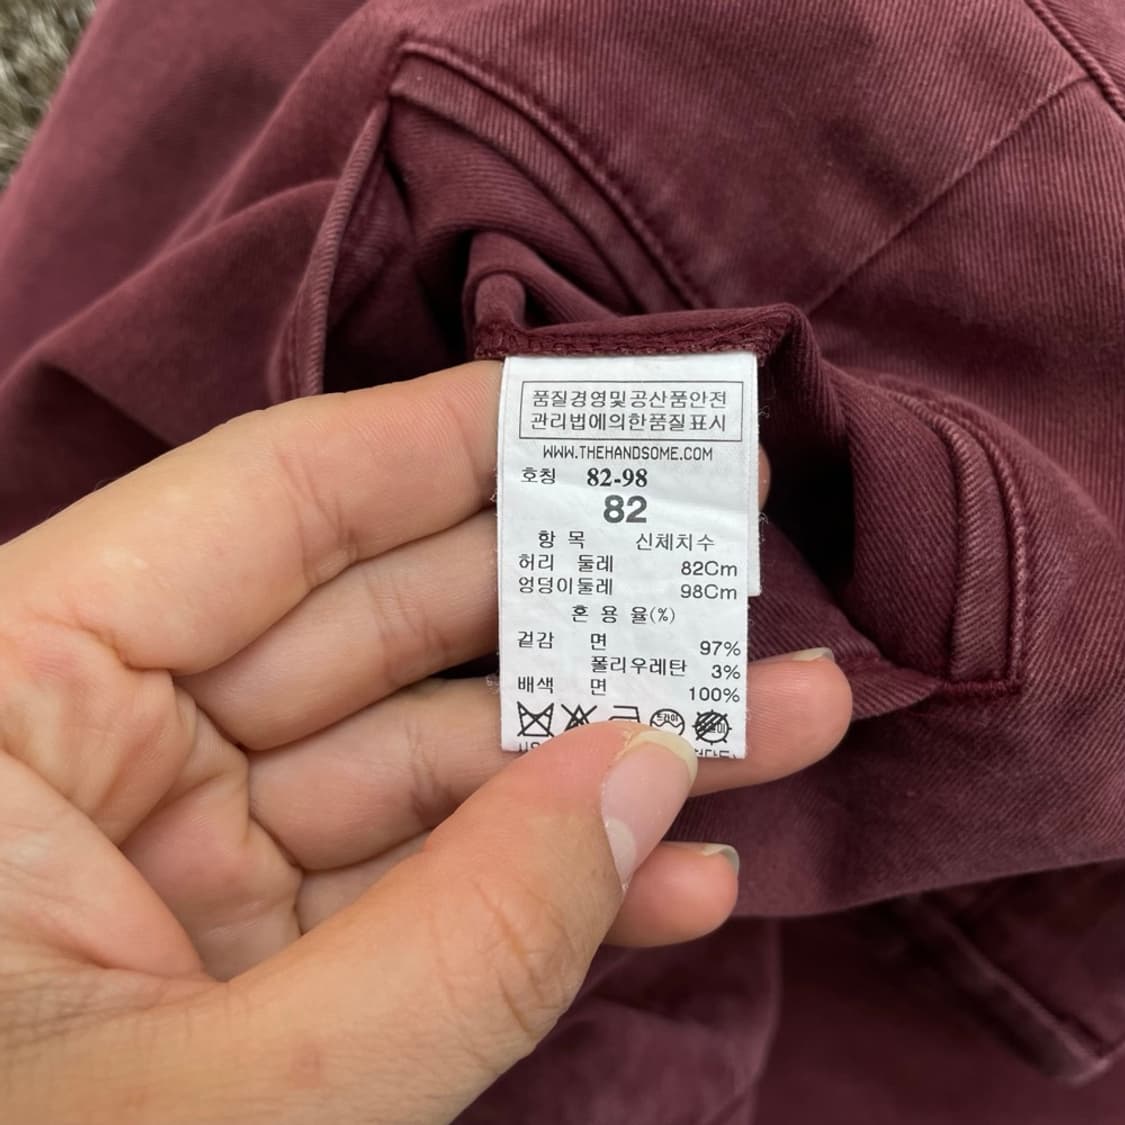 품질경영및공산품안전
관리법에의한품질표시
WWW.THEHANDSOME.COM
호칭 82-98
82
항 목 신체치수
허리 둘레 82Cm
엉덩이둘레 98Cm
혼 용 율(%)
겉감 면 97%
폴리우레탄 3%
배색 면 100%
드라이